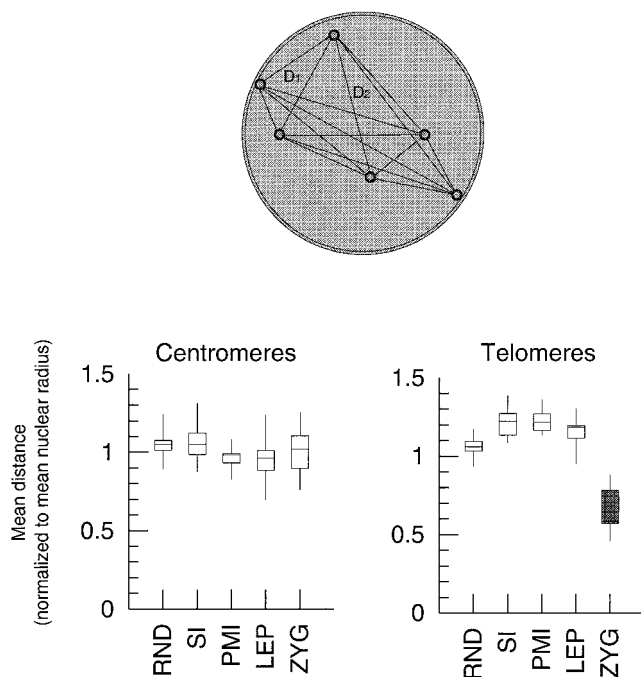 D1
D2
Centromeres
Telomeres
Mean distance
(normalized to mean nuclear radius)
1.5
1
0.5
0
RND
SI
PMI
LEP
ZYG
1.5
1
0.5
0
RND
SI
PMI
LEP
ZYG